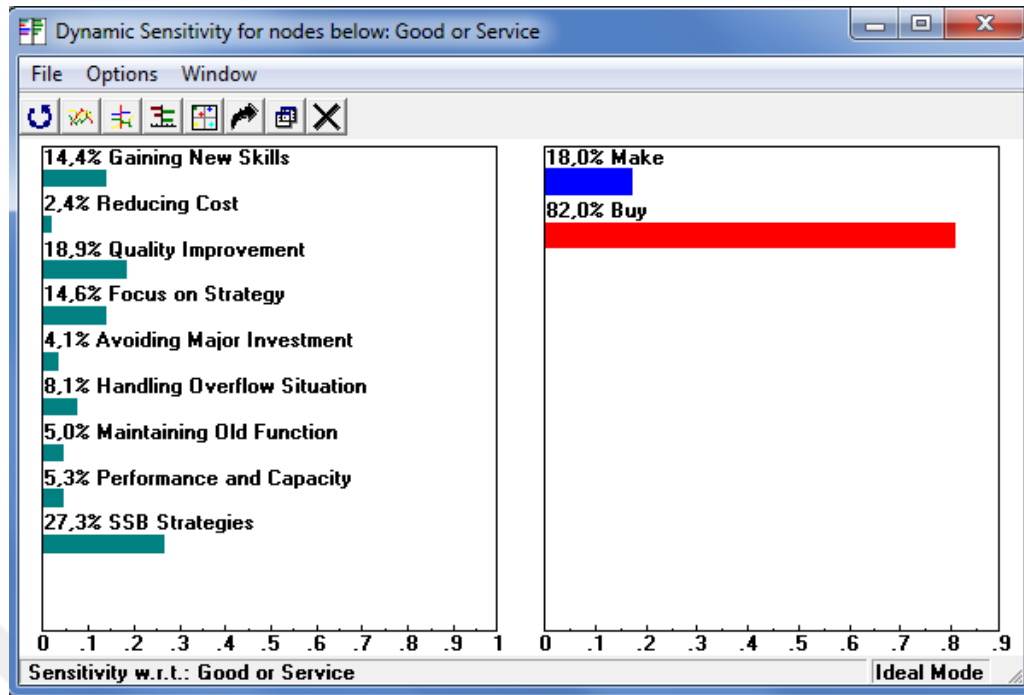 Dynamic Sensitivity for nodes below: Good or Service
File Options Window
14,4% Gaining New Skills
2,4% Reducing Cost
18,9% Quality Improvement
14,6% Focus on Strategy
4,1% Avoiding Major Investment
8,1% Handling Overflow Situation
5,0% Maintaining Old Function
5,3% Performance and Capacity
27,3% SSB Strategies
0 .1 .2 .3 .4 .5 .6 .7 .8 .9 1
18,0% Make
82,0% Buy
0 .1 .2 .3 .4 .5 .6 .7 .8 .9
Sensitivity w.r.t.: Good or Service
Ideal Mode